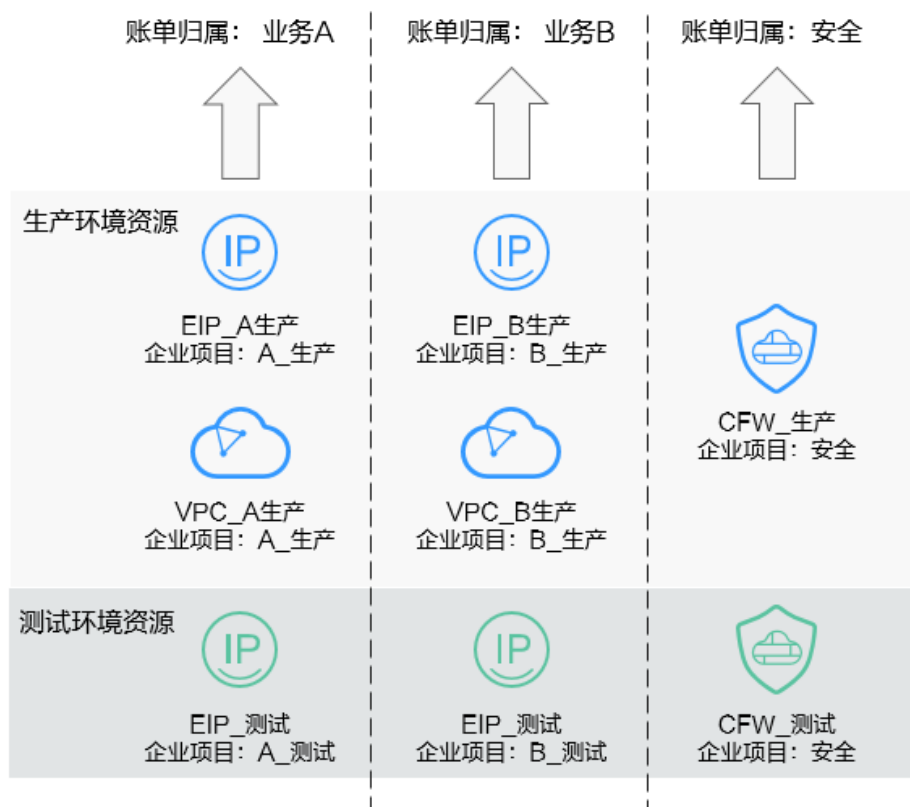 账单归属： 业务A
账单归属： 业务B
账单归属：安全
生产环境资源
IP
EIP_A生产
企业项目：A_生产
IP
EIP_B生产
企业项目：B_生产
CFW_生产
企业项目：安全
VPC_A生产
企业项目：A_生产
VPC_B生产
企业项目：B_生产
测试环境资源
IP
EIP_测试
企业项目：A_测试
IP
EIP_测试
企业项目：B_测试
CFW_测试
企业项目：安全